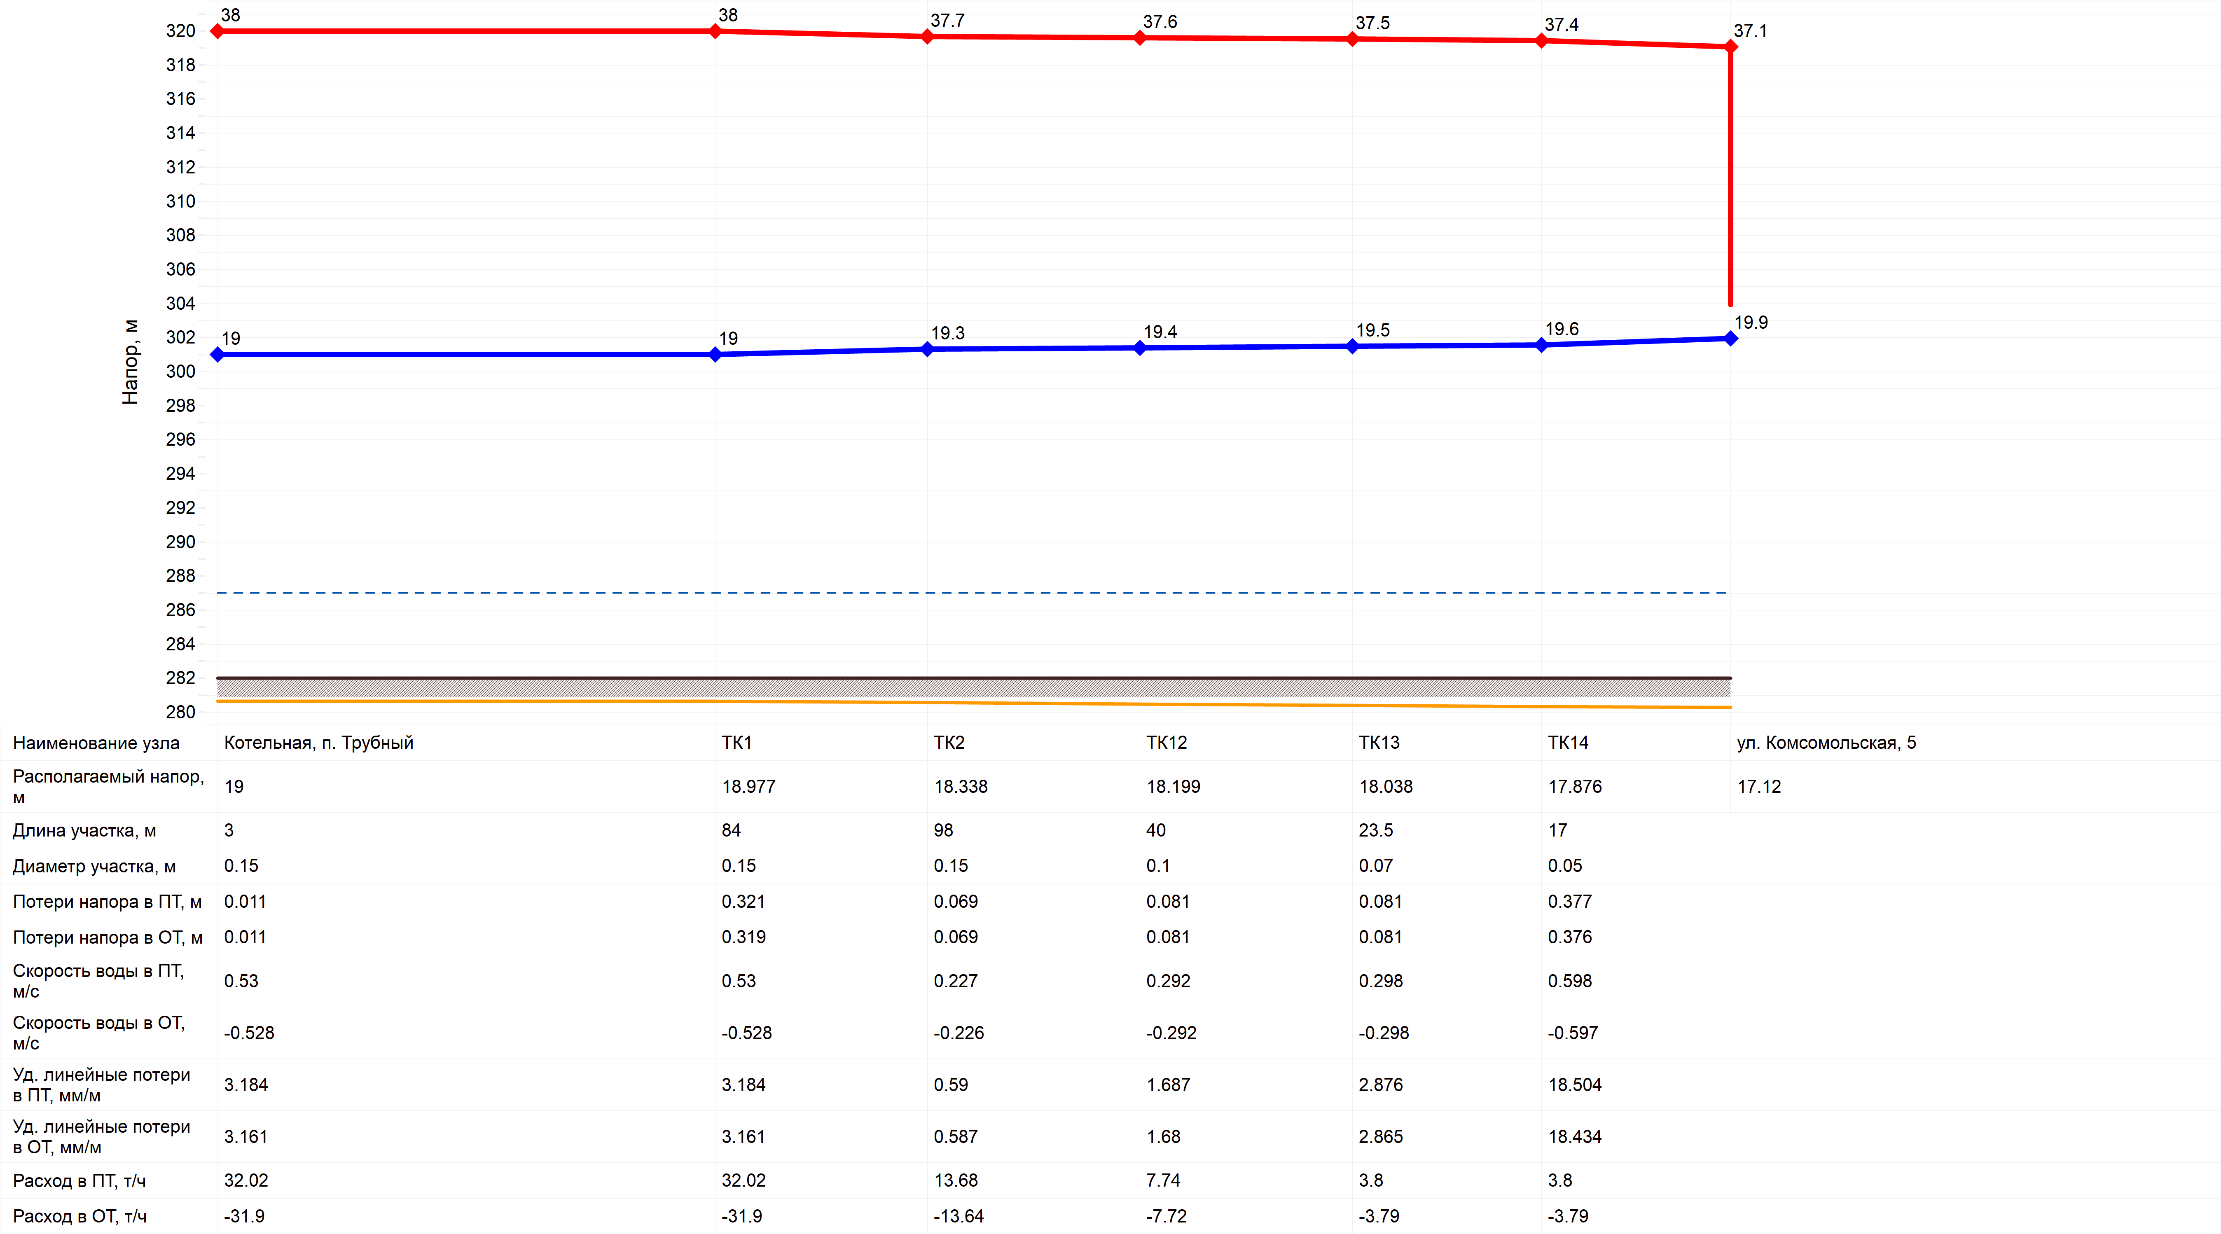 38 38 37.7 37.6 37.5 37.4 37.1
320
318
316
314
312
310
308
306
304
302
300
298
296
294
292
290
288
286
284
282
280
Напор, м
19 19 19.3 19.4 19.5 19.6 19.9
Наименование узла Котельная, п. Трубный ТК1 ТК2 ТК12 ТК13 ТК14 ул. Комсомольская, 5
Располагаемый напор,
м 19 18.977 18.338 18.199 18.038 17.876 17.12
Длина участка, м 3 84 98 40 23.5 17
Диаметр участка, м 0.15 0.15 0.15 0.1 0.07 0.05
Потери напора в ПТ, м 0.011 0.321 0.069 0.081 0.081 0.377
Потери напора в ОТ, м 0.011 0.319 0.069 0.081 0.081 0.376
Скорость воды в ПТ,
м/с 0.53 0.53 0.227 0.292 0.298 0.598
Скорость воды в ОТ,
м/с -0.528 -0.528 -0.226 -0.292 -0.298 -0.597
Уд. линейные потери
в ПТ, мм/м 3.184 3.184 0.59 1.687 2.876 18.504
Уд. линейные потери
в ОТ, мм/м 3.161 3.161 0.587 1.68 2.865 18.434
Расход в ПТ, т/ч 32.02 32.02 13.68 7.74 3.8 3.8
Расход в ОТ, т/ч -31.9 -31.9 -13.64 -7.72 -3.79 -3.79